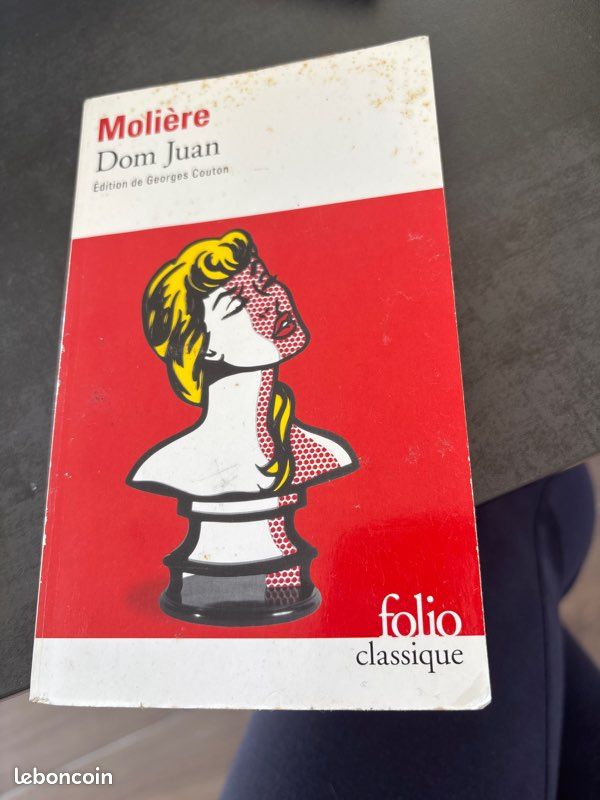 Molière
Dom Juan
Édition de Georges Couton
folio
classique
leboncoin